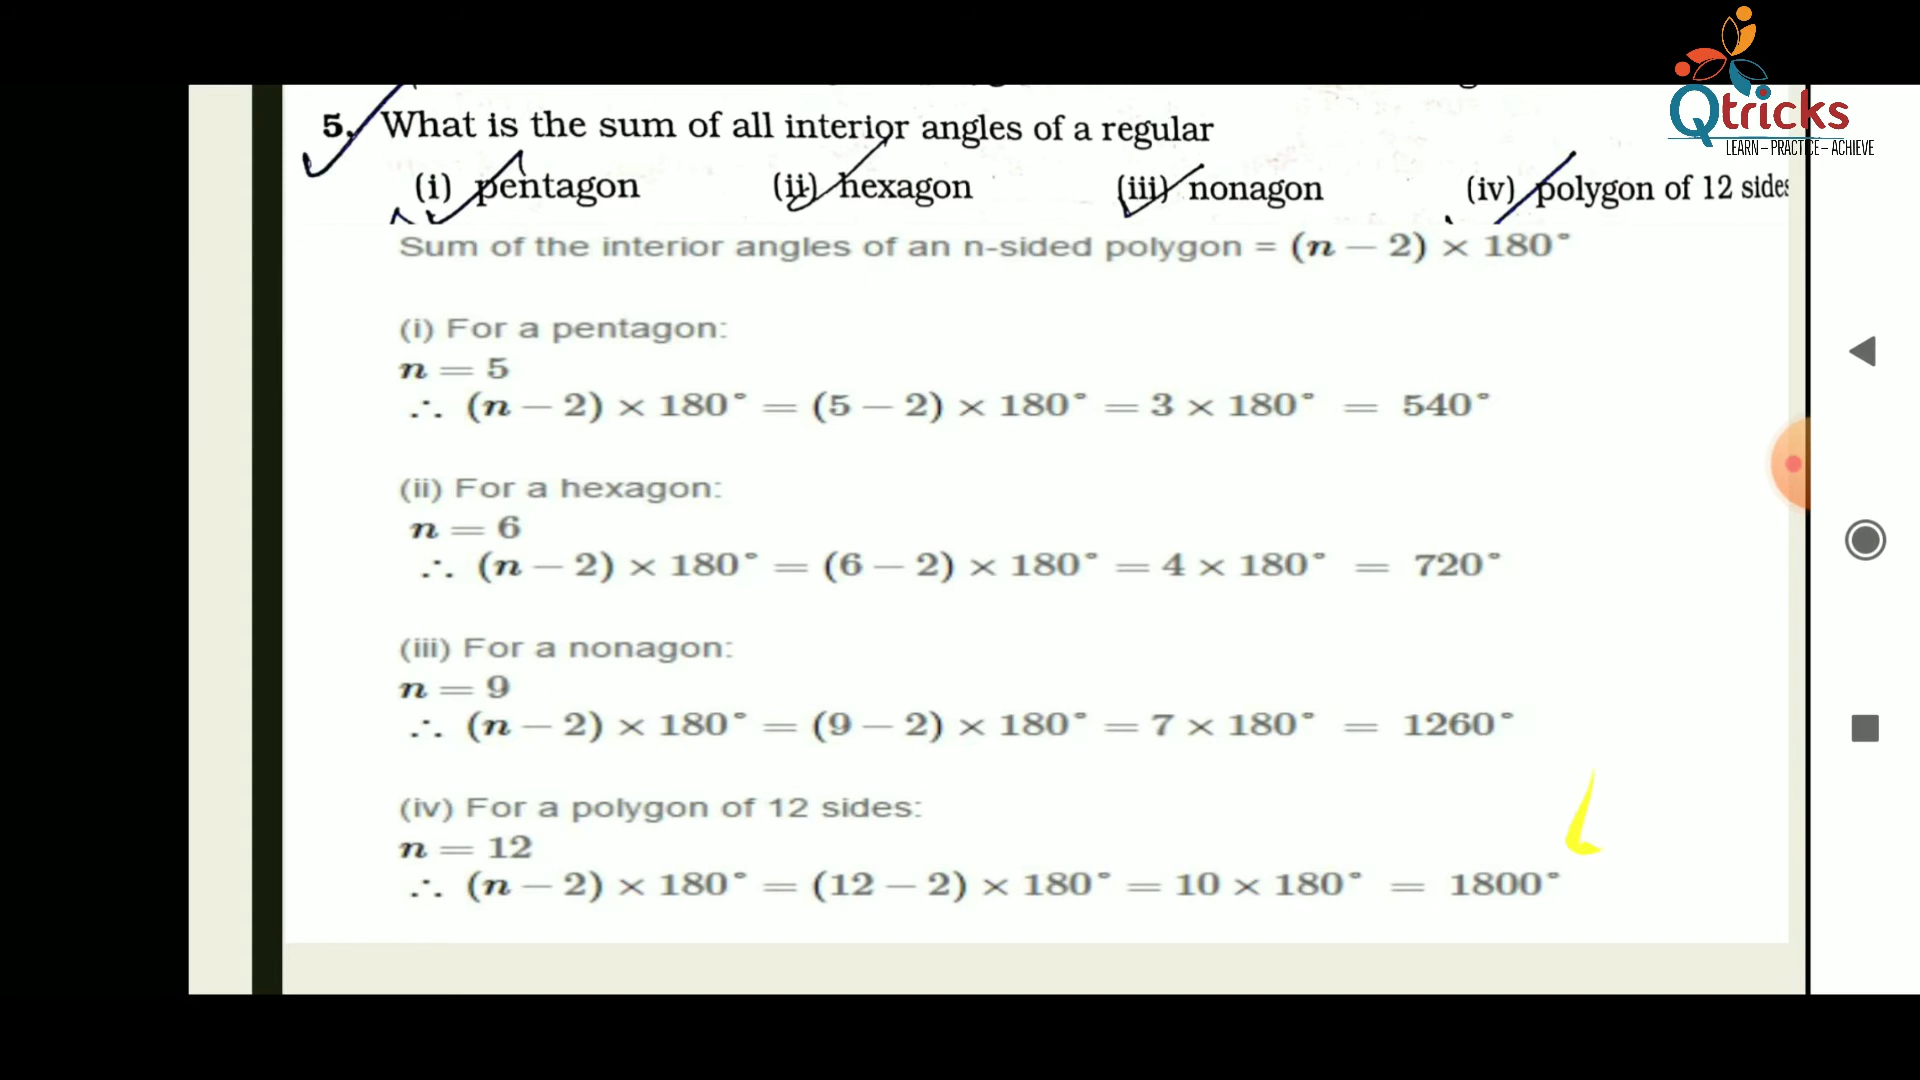 Qtricks
LEARN – PRACTICE – ACHIEVE
5. What is the sum of all interior angles of a regular
(i) pentagon (ii) hexagon (iii) nonagon (iv) polygon of 12 sides
Sum of the interior angles of an n-sided polygon = (n − 2) × 180°
(i) For a pentagon:
n = 5
∴ (n − 2) × 180° = (5 − 2) × 180° = 3 × 180° = 540°
(ii) For a hexagon:
n = 6
∴ (n − 2) × 180° = (6 − 2) × 180° = 4 × 180° = 720°
(iii) For a nonagon:
n = 9
∴ (n − 2) × 180° = (9 − 2) × 180° = 7 × 180° = 1260°
(iv) For a polygon of 12 sides:
n = 12
∴ (n − 2) × 180° = (12 − 2) × 180° = 10 × 180° = 1800°